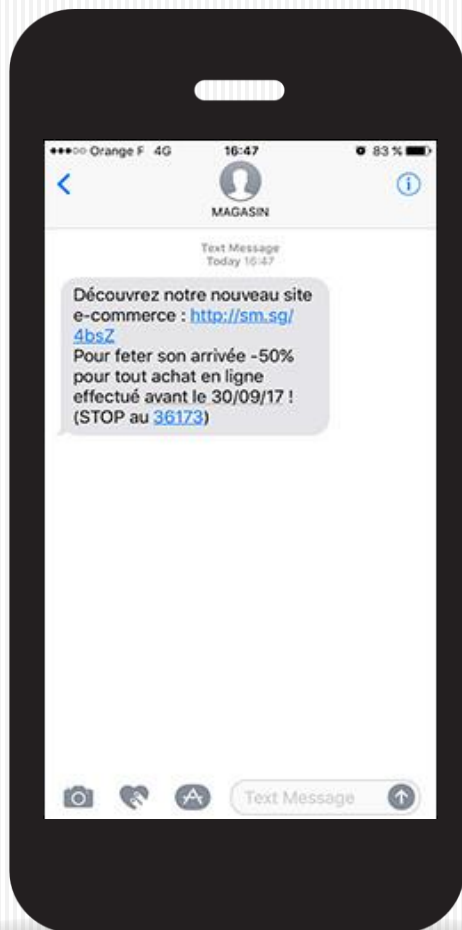 Orange F 4G 16:47 83 %
MAGASIN
Text Message
Today 16:47
Découvrez notre nouveau site
e-commerce : http://sm.sg/
4bsZ
Pour feter son arrivée -50%
pour tout achat en ligne
effectué avant le 30/09/17 !
(STOP au 36173)
Text Message